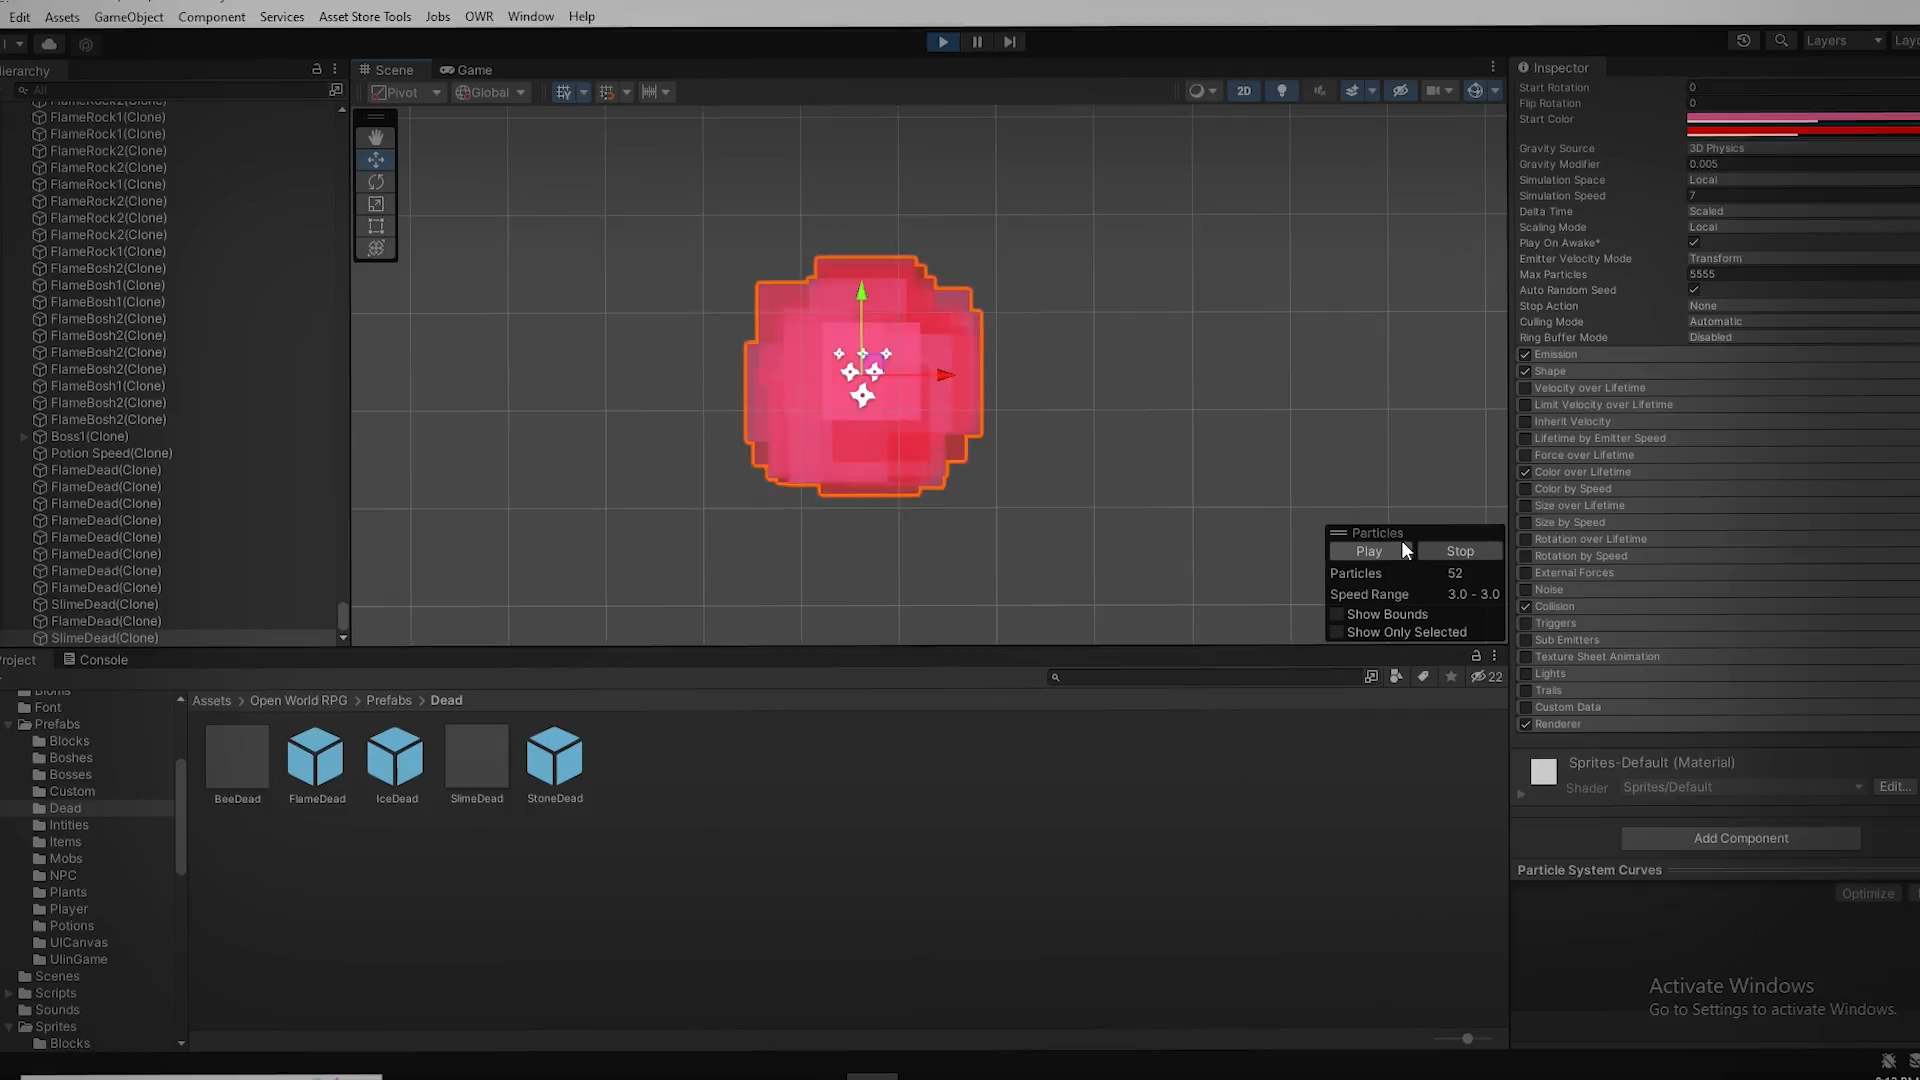 Edit Assets GameObject Component Services Asset Store Tools Jobs OWR Window Help
Layers
Scene Game
Inspector
All
Pivot Global 2D
FlameRock2(Clone)
FlameRock1(Clone)
FlameRock1(Clone)
FlameRock2(Clone)
FlameRock2(Clone)
FlameRock1(Clone)
FlameRock2(Clone)
FlameRock2(Clone)
FlameRock2(Clone)
FlameRock1(Clone)
FlameBosh2(Clone)
FlameBosh1(Clone)
FlameBosh1(Clone)
FlameBosh2(Clone)
FlameBosh2(Clone)
FlameBosh2(Clone)
FlameBosh2(Clone)
FlameBosh1(Clone)
FlameBosh2(Clone)
FlameBosh2(Clone)
Boss1(Clone)
Potion Speed(Clone)
FlameDead(Clone)
FlameDead(Clone)
FlameDead(Clone)
FlameDead(Clone)
FlameDead(Clone)
FlameDead(Clone)
FlameDead(Clone)
FlameDead(Clone)
SlimeDead(Clone)
FlameDead(Clone)
SlimeDead(Clone)
Particles
Play Stop
Particles 52
Speed Range 3.0 - 3.0
Show Bounds
Show Only Selected
Start Rotation 0
Flip Rotation 0
Start Color
Gravity Source 3D Physics
Gravity Modifier 0.005
Simulation Space Local
Simulation Speed 7
Delta Time Scaled
Scaling Mode Local
Play On Awake*
Emitter Velocity Mode Transform
Max Particles 5555
Auto Random Seed
Stop Action None
Culling Mode Automatic
Ring Buffer Mode Disabled
Emission
Shape
Velocity over Lifetime
Limit Velocity over Lifetime
Inherit Velocity
Lifetime by Emitter Speed
Force over Lifetime
Color over Lifetime
Color by Speed
Size over Lifetime
Size by Speed
Rotation over Lifetime
Rotation by Speed
External Forces
Noise
Collision
Triggers
Sub Emitters
Texture Sheet Animation
Lights
Trails
Custom Data
Renderer
Sprites-Default (Material)
Shader Sprites/Default Edit...
Add Component
Particle System Curves
Optimize
Console
22
Font
Prefabs
Blocks
Boshes
Bosses
Custom
Dead
Intities
Items
Mobs
NPC
Plants
Player
Potions
UICanvas
UIinGame
Scenes
Scripts
Sounds
Sprites
Blocks
Assets > Open World RPG > Prefabs > Dead
BeeDead FlameDead IceDead SlimeDead StoneDead
Activate Windows
Go to Settings to activate Windows.